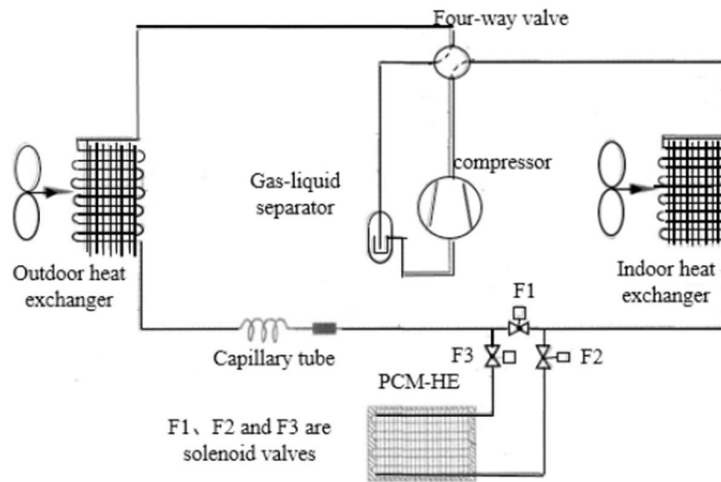 Four-way valve
compressor
Gas-liquid
separator
Outdoor heat
exchanger
Indoor heat
exchanger
F1
Capillary tube
F3
F2
PCM-HE
F1、F2 and F3 are
solenoid valves